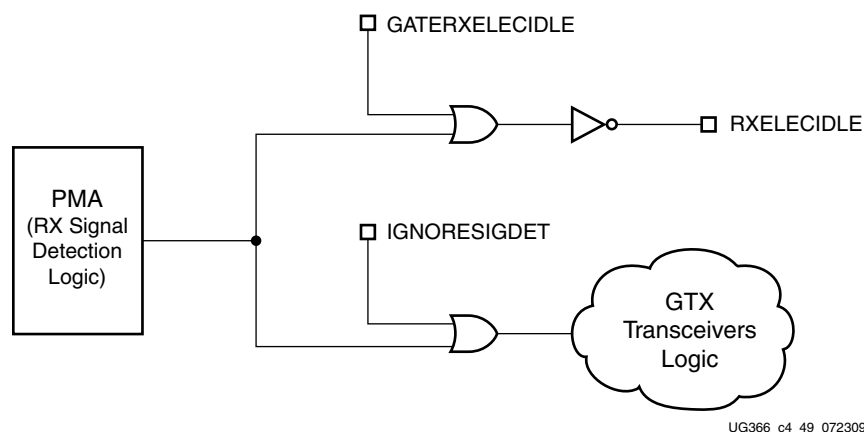 GATERXELECIDLE
RXELECIDLE
PMA
(RX Signal
Detection
Logic)
IGNORESIGDET
GTX
Transceivers
Logic
UG366_c4_49_072309